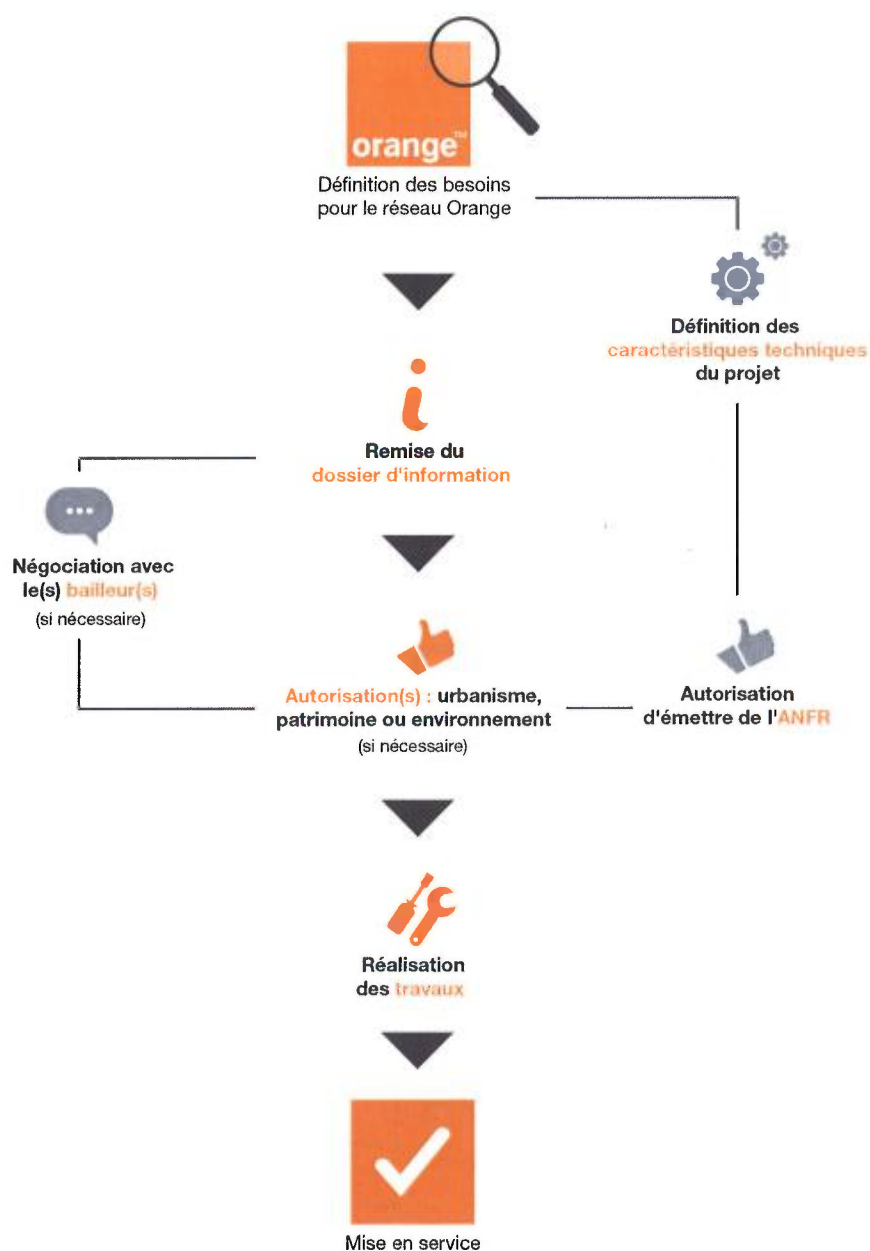 orange™
Définition des besoins
pour le réseau Orange
Définition des
caractéristiques techniques
du projet
Remise du
dossier d'information
Négociation avec
le(s) bailleur(s)
(si nécessaire)
Autorisation(s) : urbanisme,
patrimoine ou environnement
(si nécessaire)
Autorisation
d'émettre de l'ANFR
Réalisation
des travaux
Mise en service